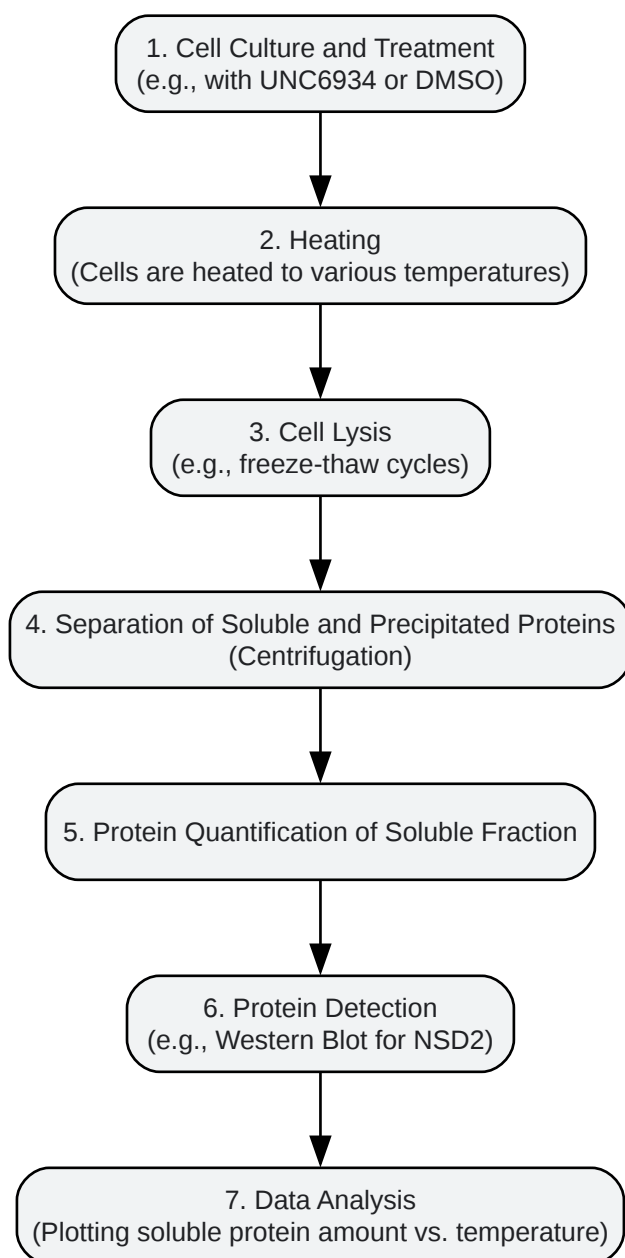 1. Cell Culture and Treatment
(e.g., with UNC6934 or DMSO)
2. Heating
(Cells are heated to various temperatures)
3. Cell Lysis
(e.g., freeze-thaw cycles)
4. Separation of Soluble and Precipitated Proteins
(Centrifugation)
5. Protein Quantification of Soluble Fraction
6. Protein Detection
(e.g., Western Blot for NSD2)
7. Data Analysis
(Plotting soluble protein amount vs. temperature)